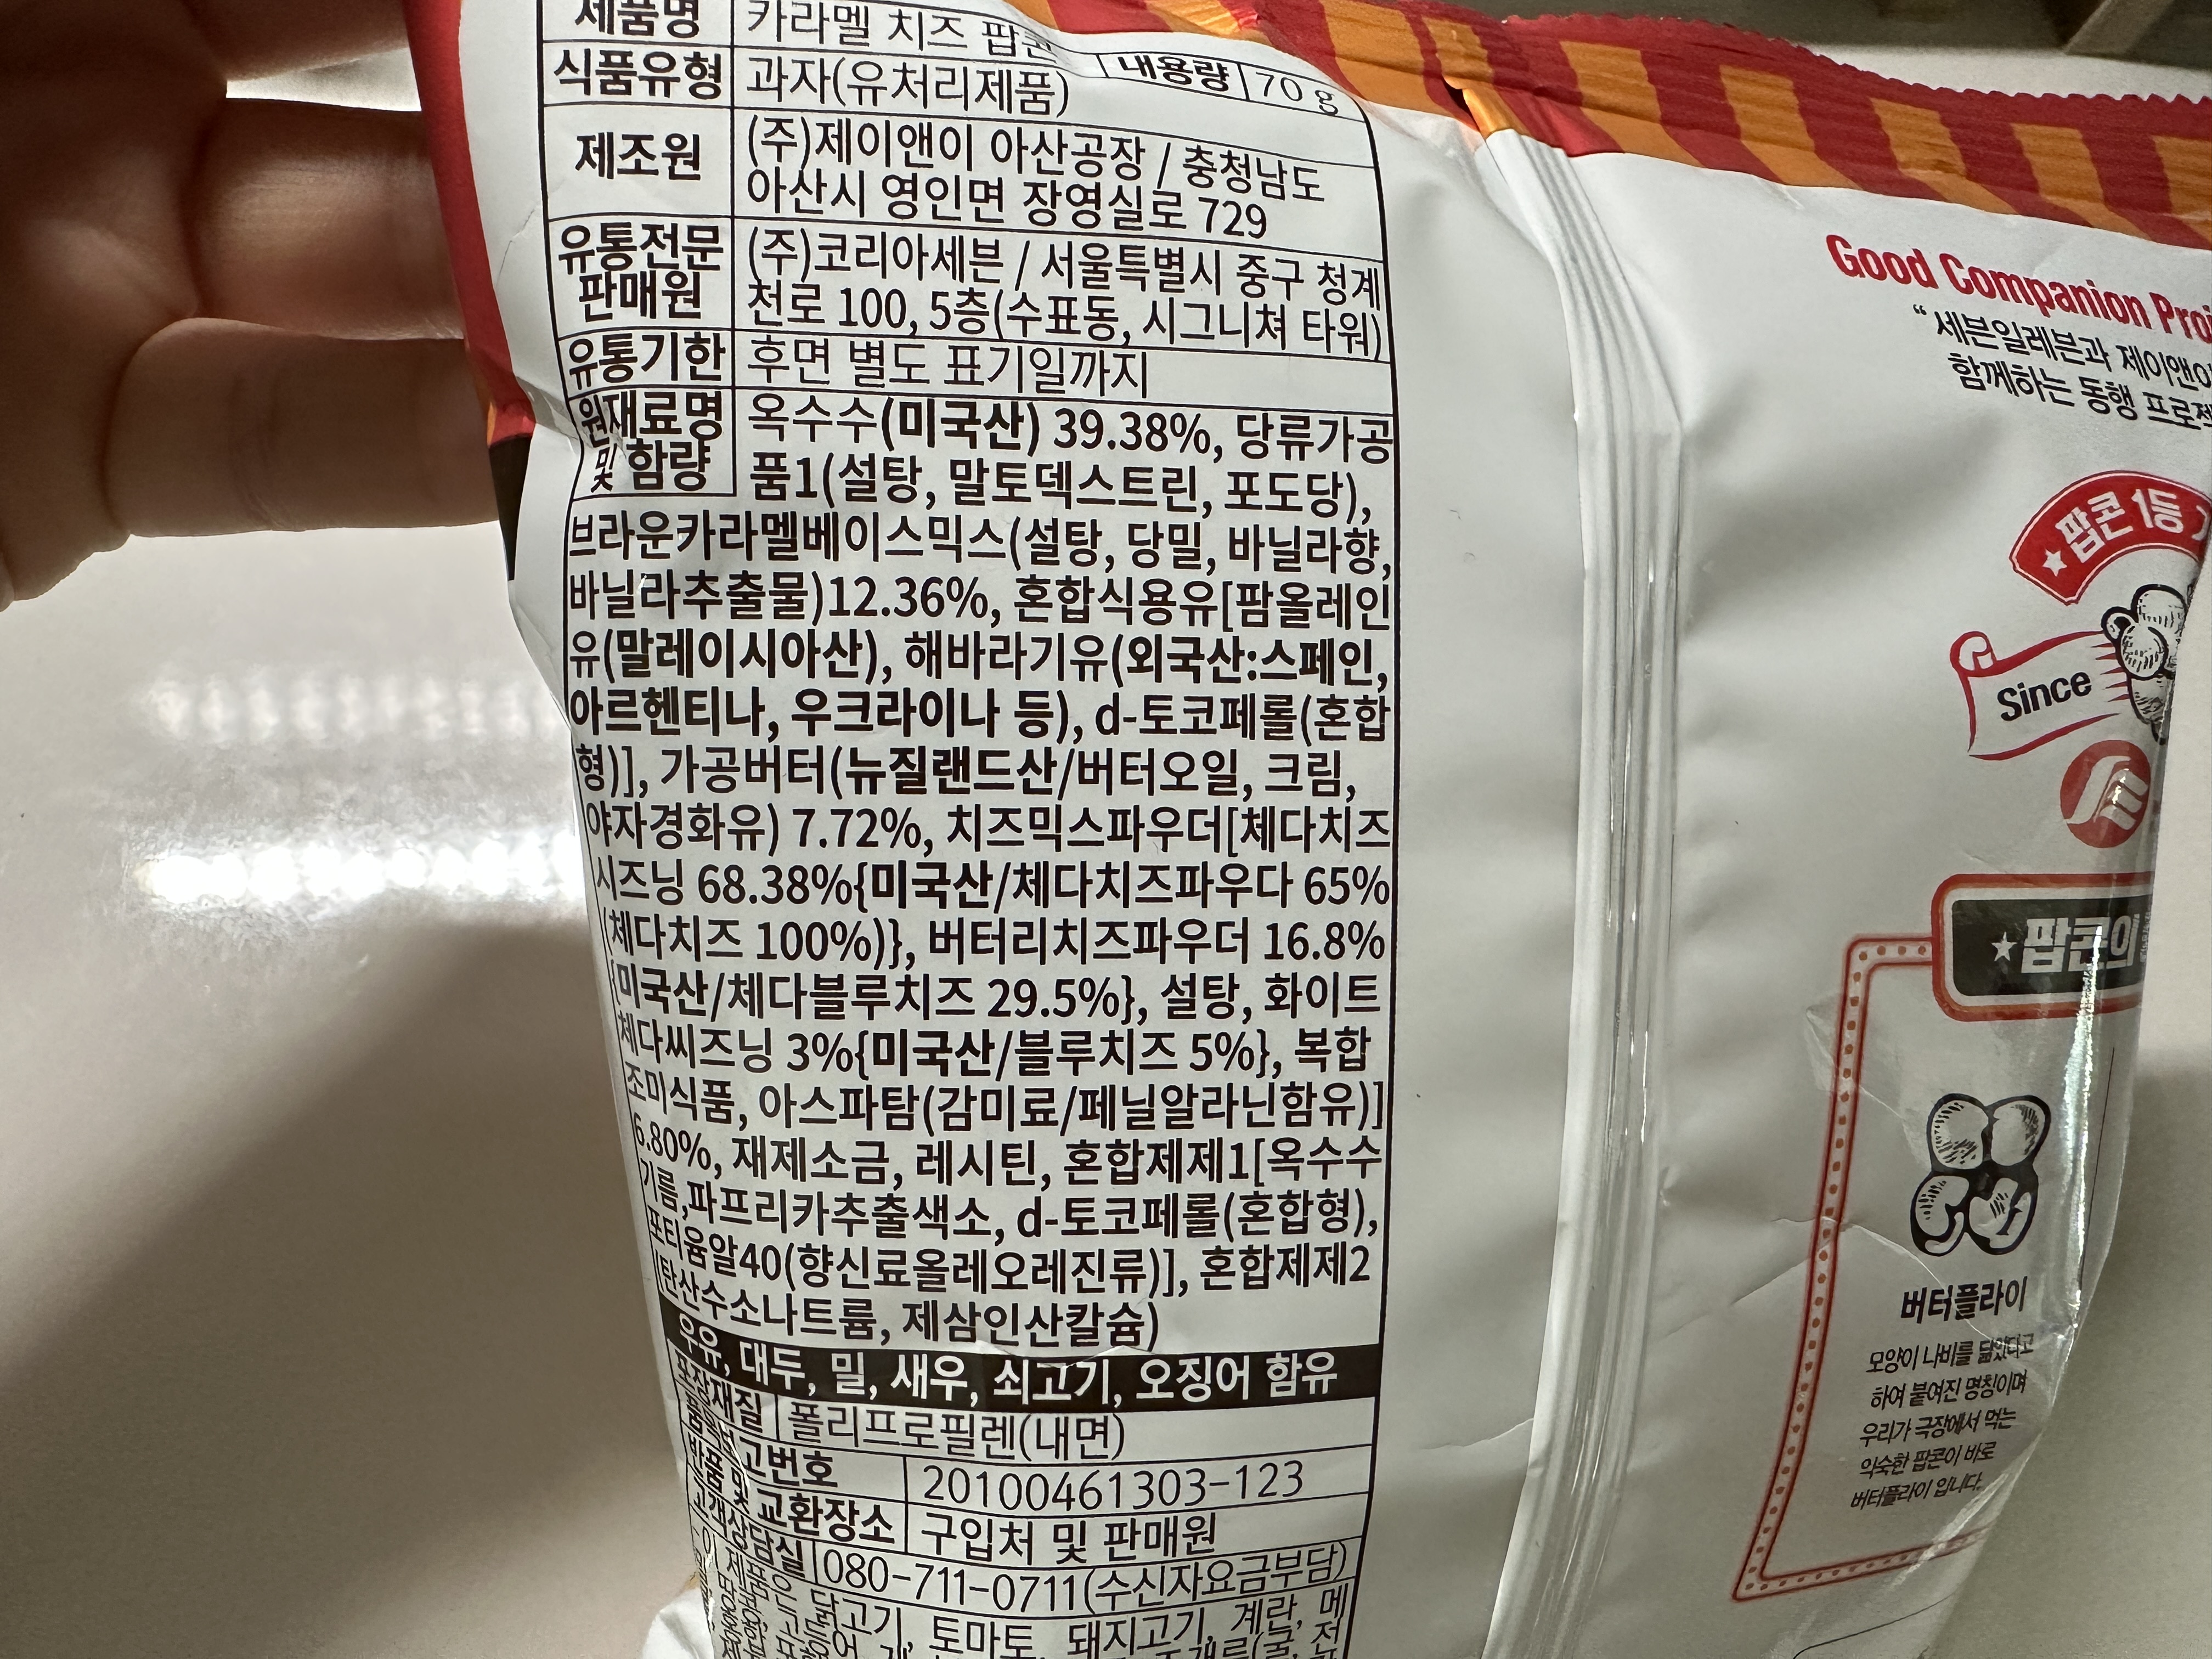 제품명 카라멜 치즈 팝콘
식품유형 과자(유처리제품) 내용량 70 g
제조원 (주)제이앤이 아산공장 / 충청남도
아산시 영인면 장영실로 729
유통전문 (주)코리아세븐 / 서울특별시 중구 청계
판매원 천로 100, 5층(수표동, 시그니쳐 타워)
유통기한 후면 별도 표기일까지
원재료명 옥수수(미국산) 39.38%, 당류가공
및 함량 품1(설탕, 말토덱스트린, 포도당),
브라운카라멜베이스믹스(설탕, 당밀, 바닐라향,
바닐라추출물)12.36%, 혼합식용유[팜올레인
유(말레이시아산), 해바라기유(외국산:스페인,
아르헨티나, 우크라이나 등), d-토코페롤(혼합
형)], 가공버터(뉴질랜드산/버터오일, 크림,
야자경화유) 7.72%, 치즈믹스파우더[체다치즈
시즈닝 68.38%{미국산/체다치즈파우다 65%
(체다치즈 100%)}, 버터리치즈파우더 16.8%
{미국산/체다블루치즈 29.5%}, 설탕, 화이트
체다씨즈닝 3%{미국산/블루치즈 5%}, 복합
조미식품, 아스파탐(감미료/페닐알라닌함유)]
6.80%, 재제소금, 레시틴, 혼합제제1[옥수수
기름,파프리카추출색소, d-토코페롤(혼합형),
포티윰알40(향신료올레오레진류)], 혼합제제2
(탄산수소나트륨, 제삼인산칼슘)
우유, 대두, 밀, 새우, 쇠고기, 오징어 함유
포장재질 폴리프로필렌(내면)
품목보고번호 20100461303-123
반품 및 교환장소 구입처 및 판매원
고객상담실 080-711-0711(수신자요금부담)
이 제품은 닭고기, 토마토, 돼지고기, 계란, 메
Good Companion
“세븐일레븐과 제이앤이
함께하는 동행
★팝콘 1등
Since
★팝콘의
버터플라이
모양이 나비를 닮았다고
하여 붙여진 명칭이며
우리가 극장에서 먹는
익숙한 팝콘이 바로
버터플라이 입니다.